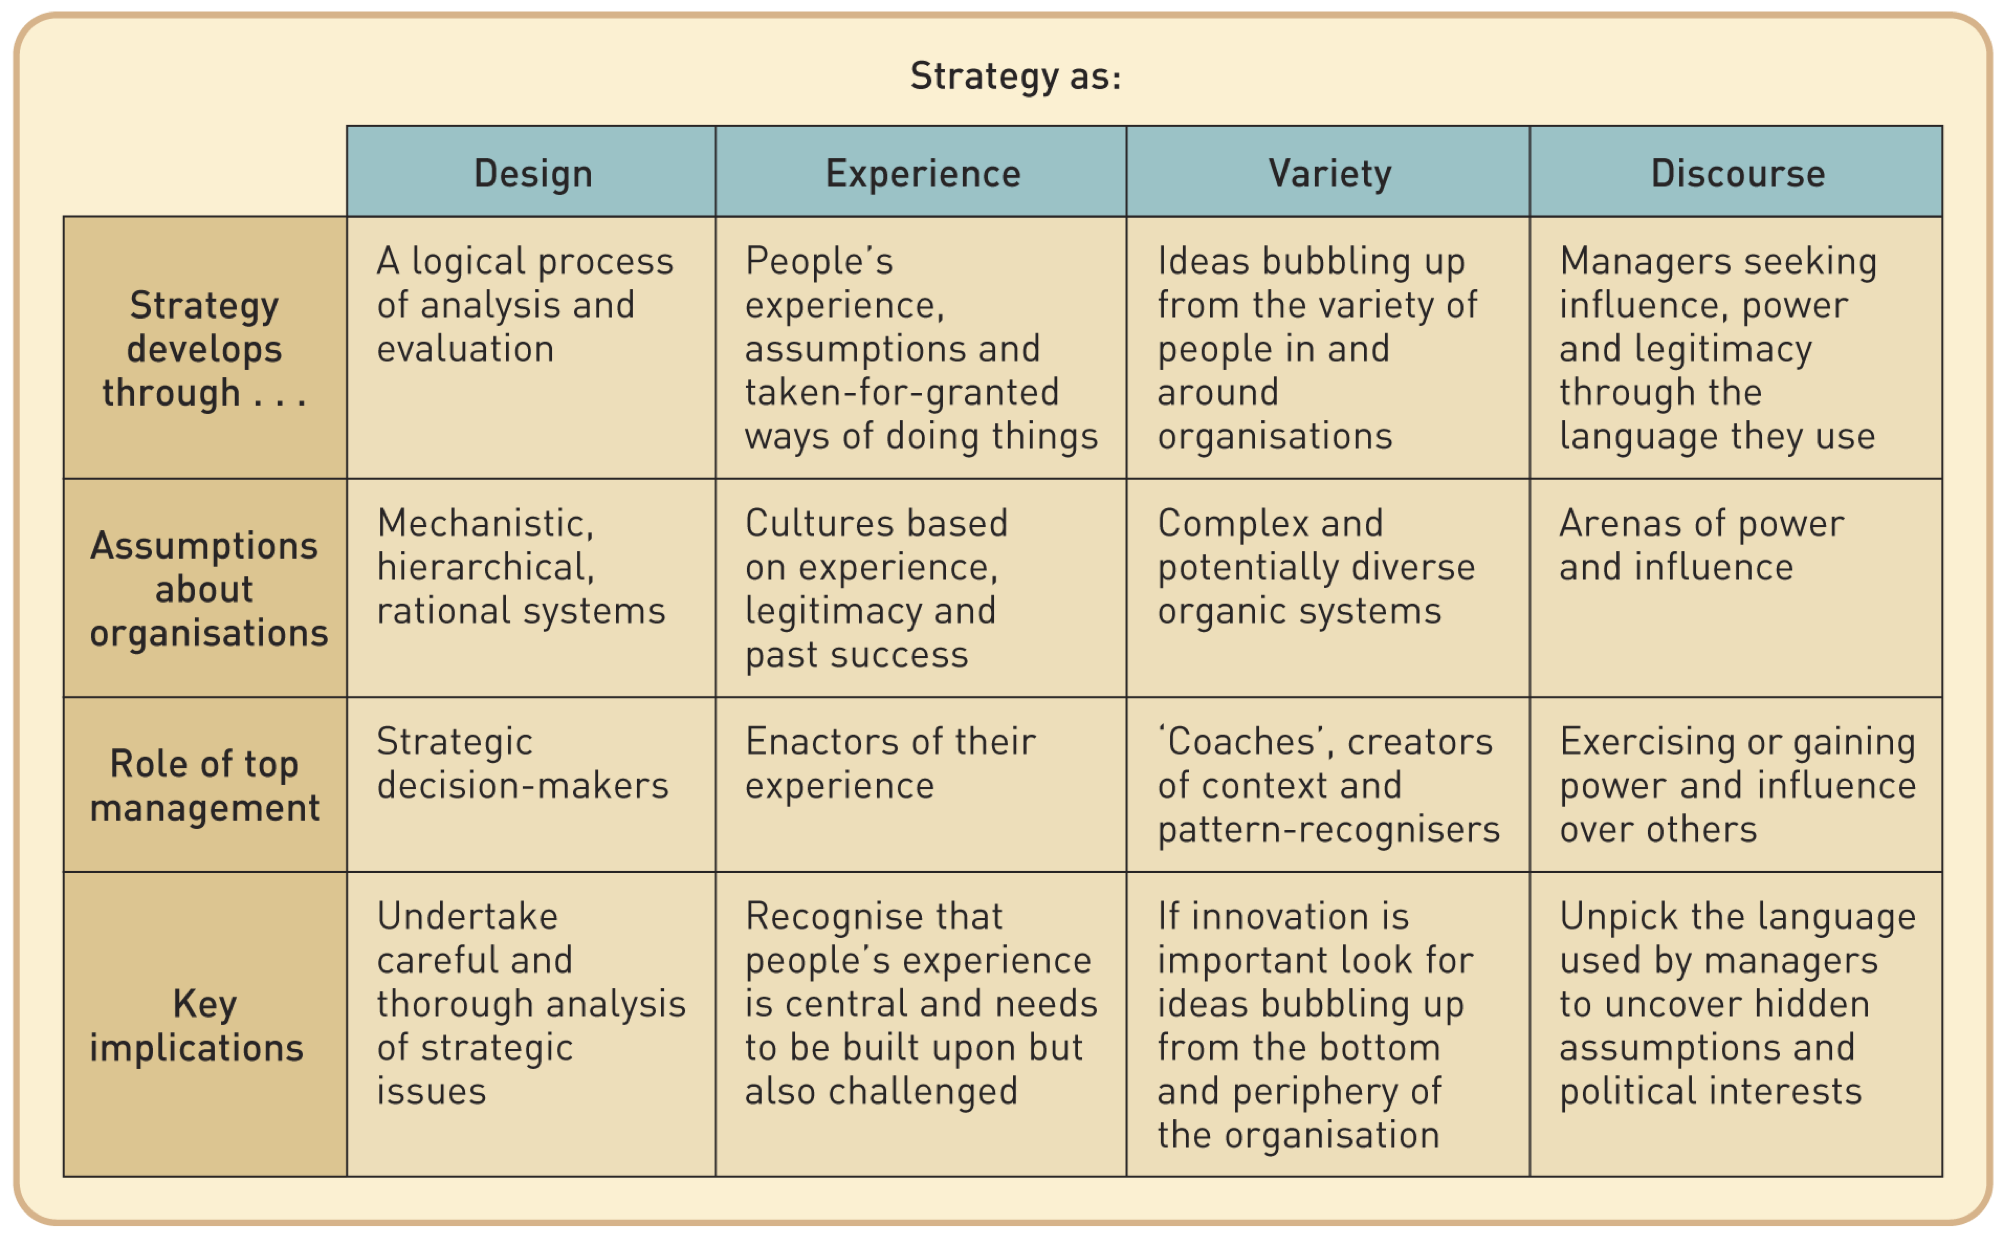 Strategy as:
Design
Experience
Variety
Discourse
Strategy
develops
through . . .
A logical process
of analysis and
evaluation
People’s
experience,
assumptions and
taken-for-granted
ways of doing things
Ideas bubbling up
from the variety of
people in and
around
organisations
Managers seeking
influence, power
and legitimacy
through the
language they use
Assumptions
about
organisations
Mechanistic,
hierarchical,
rational systems
Cultures based
on experience,
legitimacy and
past success
Complex and
potentially diverse
organic systems
Arenas of power
and influence
Role of top
management
Strategic
decision-makers
Enactors of their
experience
‘Coaches’, creators
of context and
pattern-recognisers
Exercising or gaining
power and influence
over others
Key
implications
Undertake
careful and
thorough analysis
of strategic
issues
Recognise that
people’s experience
is central and needs
to be built upon but
also challenged
If innovation is
important look for
ideas bubbling up
from the bottom
and periphery of
the organisation
Unpick the language
used by managers
to uncover hidden
assumptions and
political interests